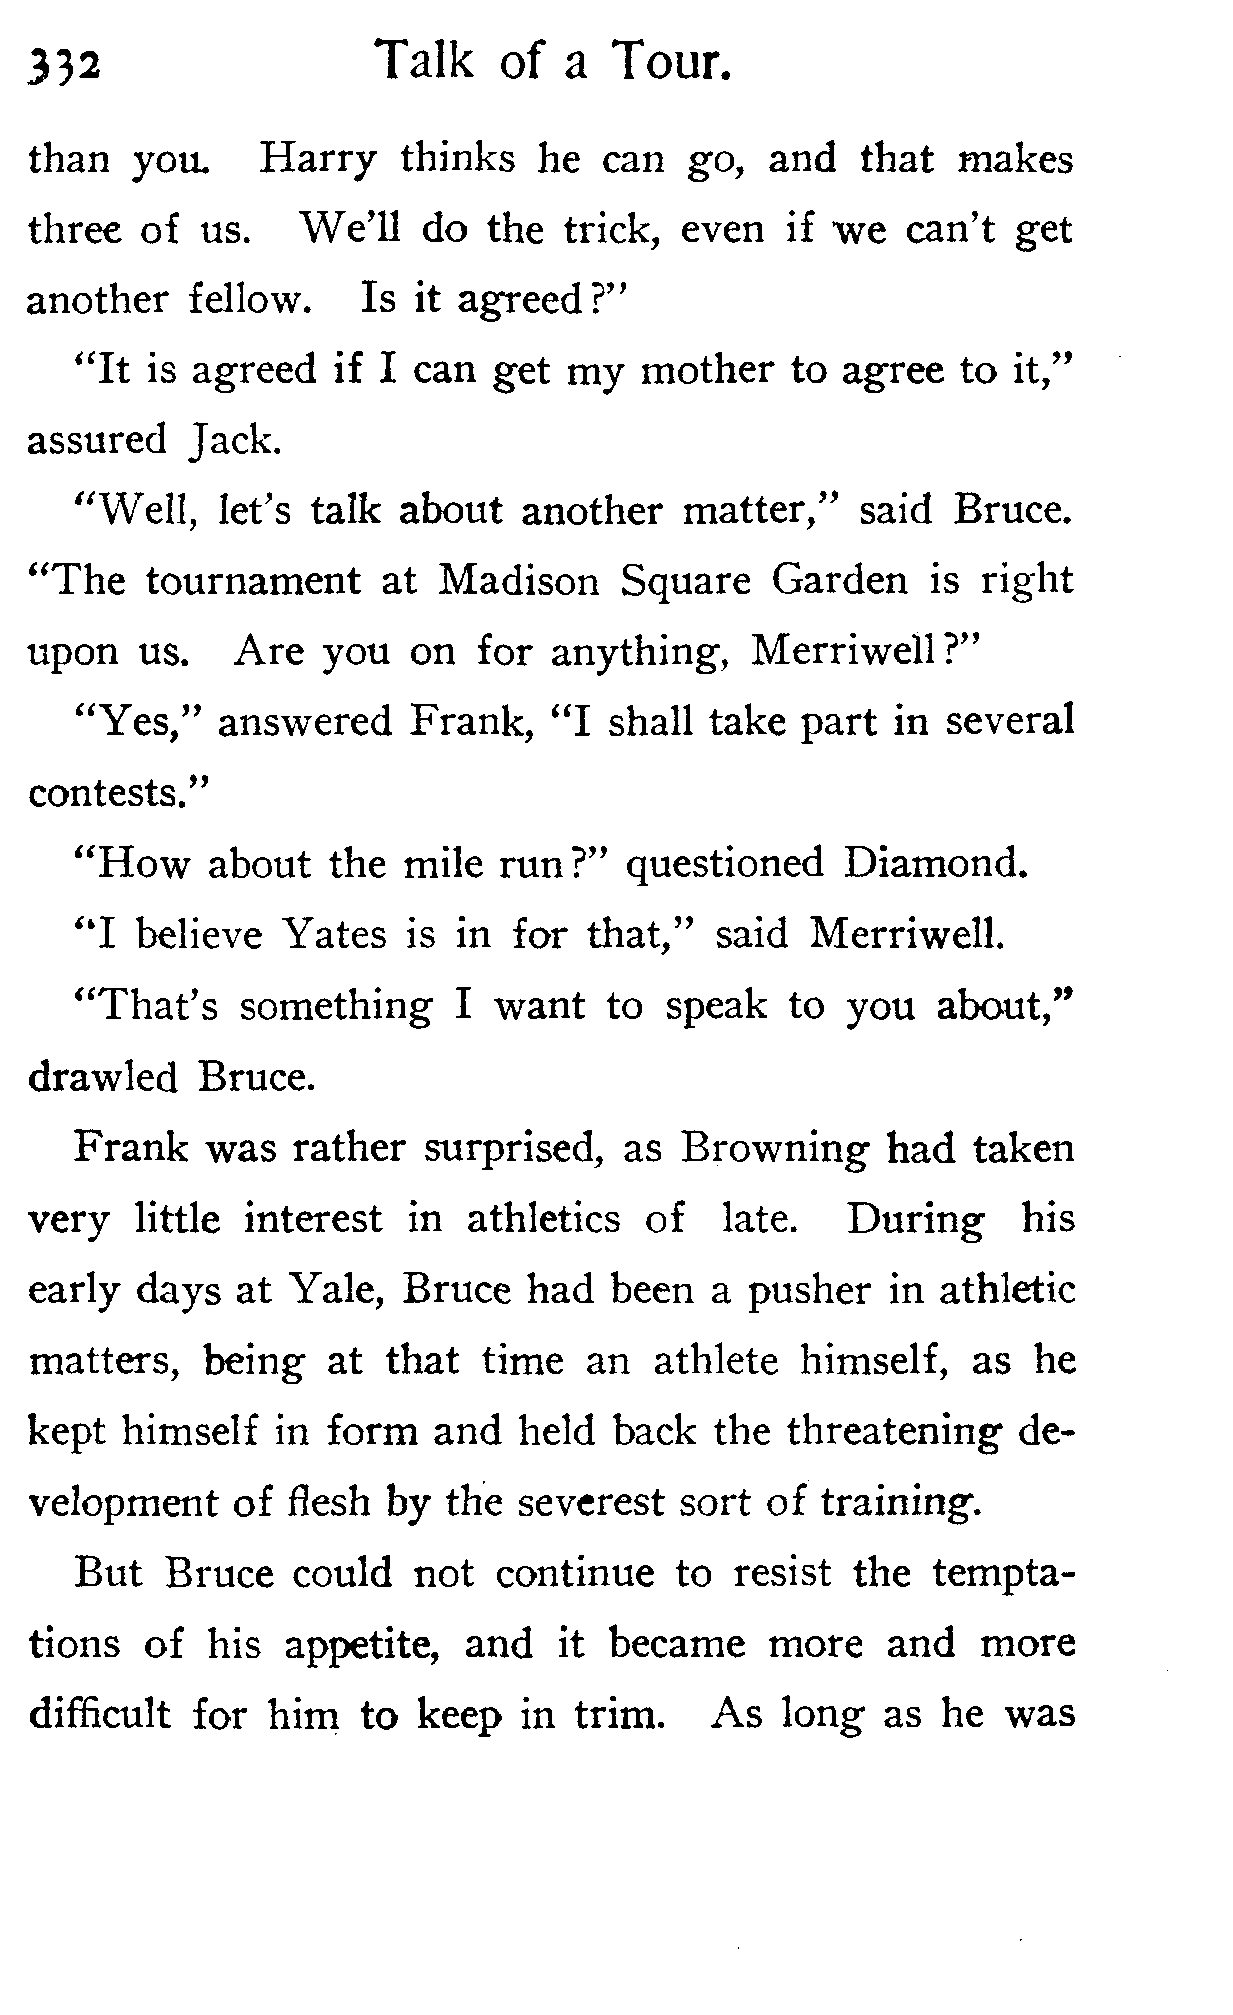 332 Talk of a Tour.
than you. Harry thinks he can go, and that makes
three of us. We'll do the trick, even if we can't get
another fellow. Is it agreed?"
"It is agreed if I can get my mother to agree to it,"
assured Jack.
"Well, let's talk about another matter," said Bruce.
"The tournament at Madison Square Garden is right
upon us. Are you on for anything, Merriwell?"
"Yes," answered Frank, "I shall take part in several
contests."
"How about the mile run?" questioned Diamond.
"I believe Yates is in for that," said Merriwell.
"That's something I want to speak to you about,"
drawled Bruce.
Frank was rather surprised, as Browning had taken
very little interest in athletics of late. During his
early days at Yale, Bruce had been a pusher in athletic
matters, being at that time an athlete himself, as he
kept himself in form and held back the threatening de-
velopment of flesh by the severest sort of training.
But Bruce could not continue to resist the tempta-
tions of his appetite, and it became more and more
difficult for him to keep in trim. As long as he was